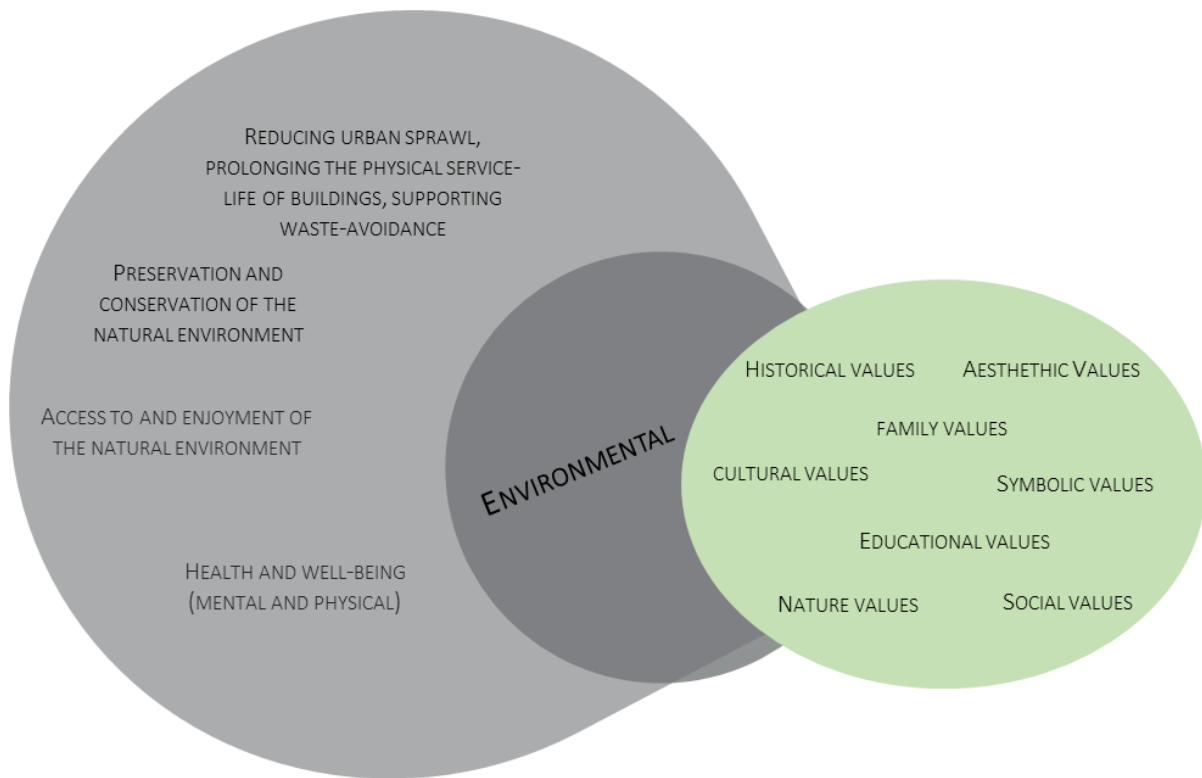 REDUCING URBAN SPRAWL,
PROLONGING THE PHYSICAL SERVICE-
LIFE OF BUILDINGS, SUPPORTING
WASTE-AVOIDANCE
PRESERVATION AND
CONSERVATION OF THE
NATURAL ENVIRONMENT
ACCESS TO AND ENJOYMENT OF
THE NATURAL ENVIRONMENT
HEALTH AND WELL-BEING
(MENTAL AND PHYSICAL)
ENVIRONMENTAL
HISTORICAL VALUES
AESTHETHIC VALUES
FAMILY VALUES
CULTURAL VALUES
SYMBOLIC VALUES
EDUCATIONAL VALUES
NATURE VALUES
SOCIAL VALUES